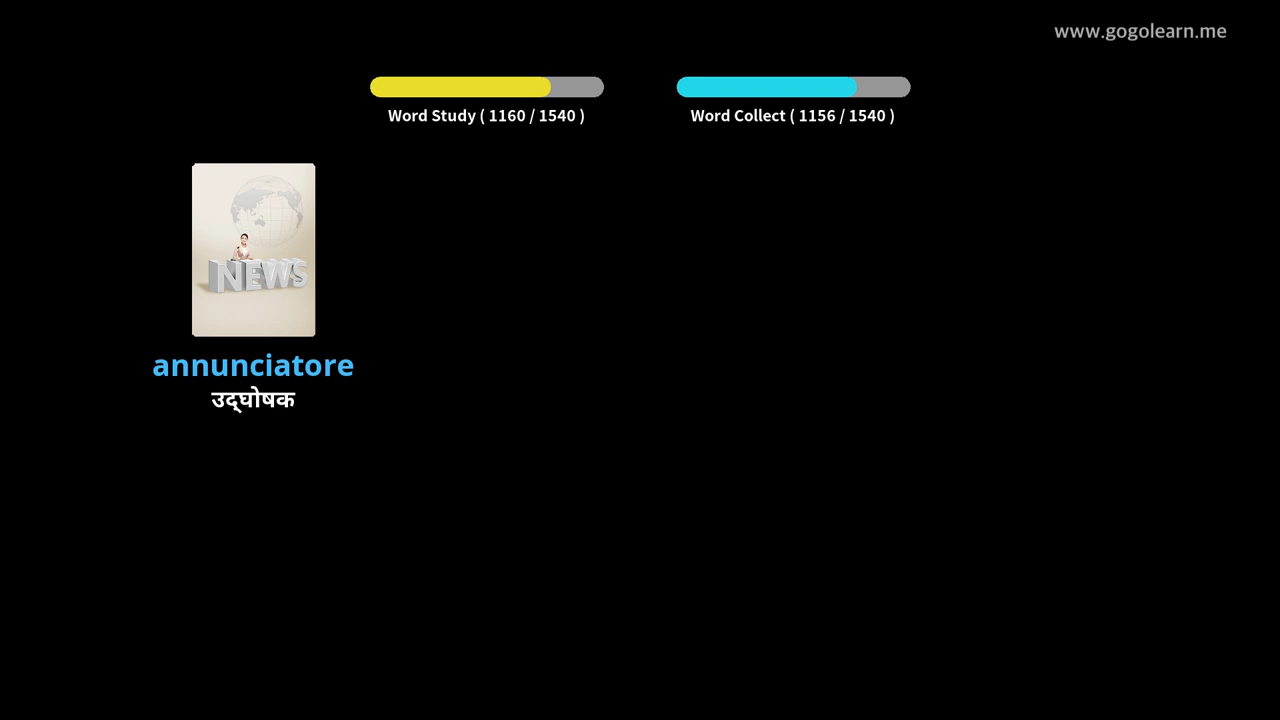 www.gogolearn.me
Word Study ( 1160 / 1540 )
Word Collect ( 1156 / 1540 )
NEWS
annunciatore
उद्घोषक